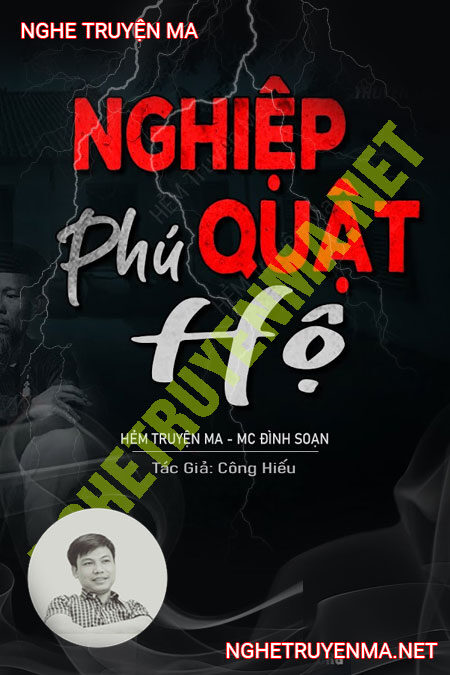 NGHE TRUYỆN MA
NGHIỆP
Phú QUẠT
Hộ
HẺM TRUYỆN MA - MC ĐÌNH SOẠN
Tác Giả: Công Hiếu
NGHETRUYENMA.NET
NGHETRUYENMA.NET